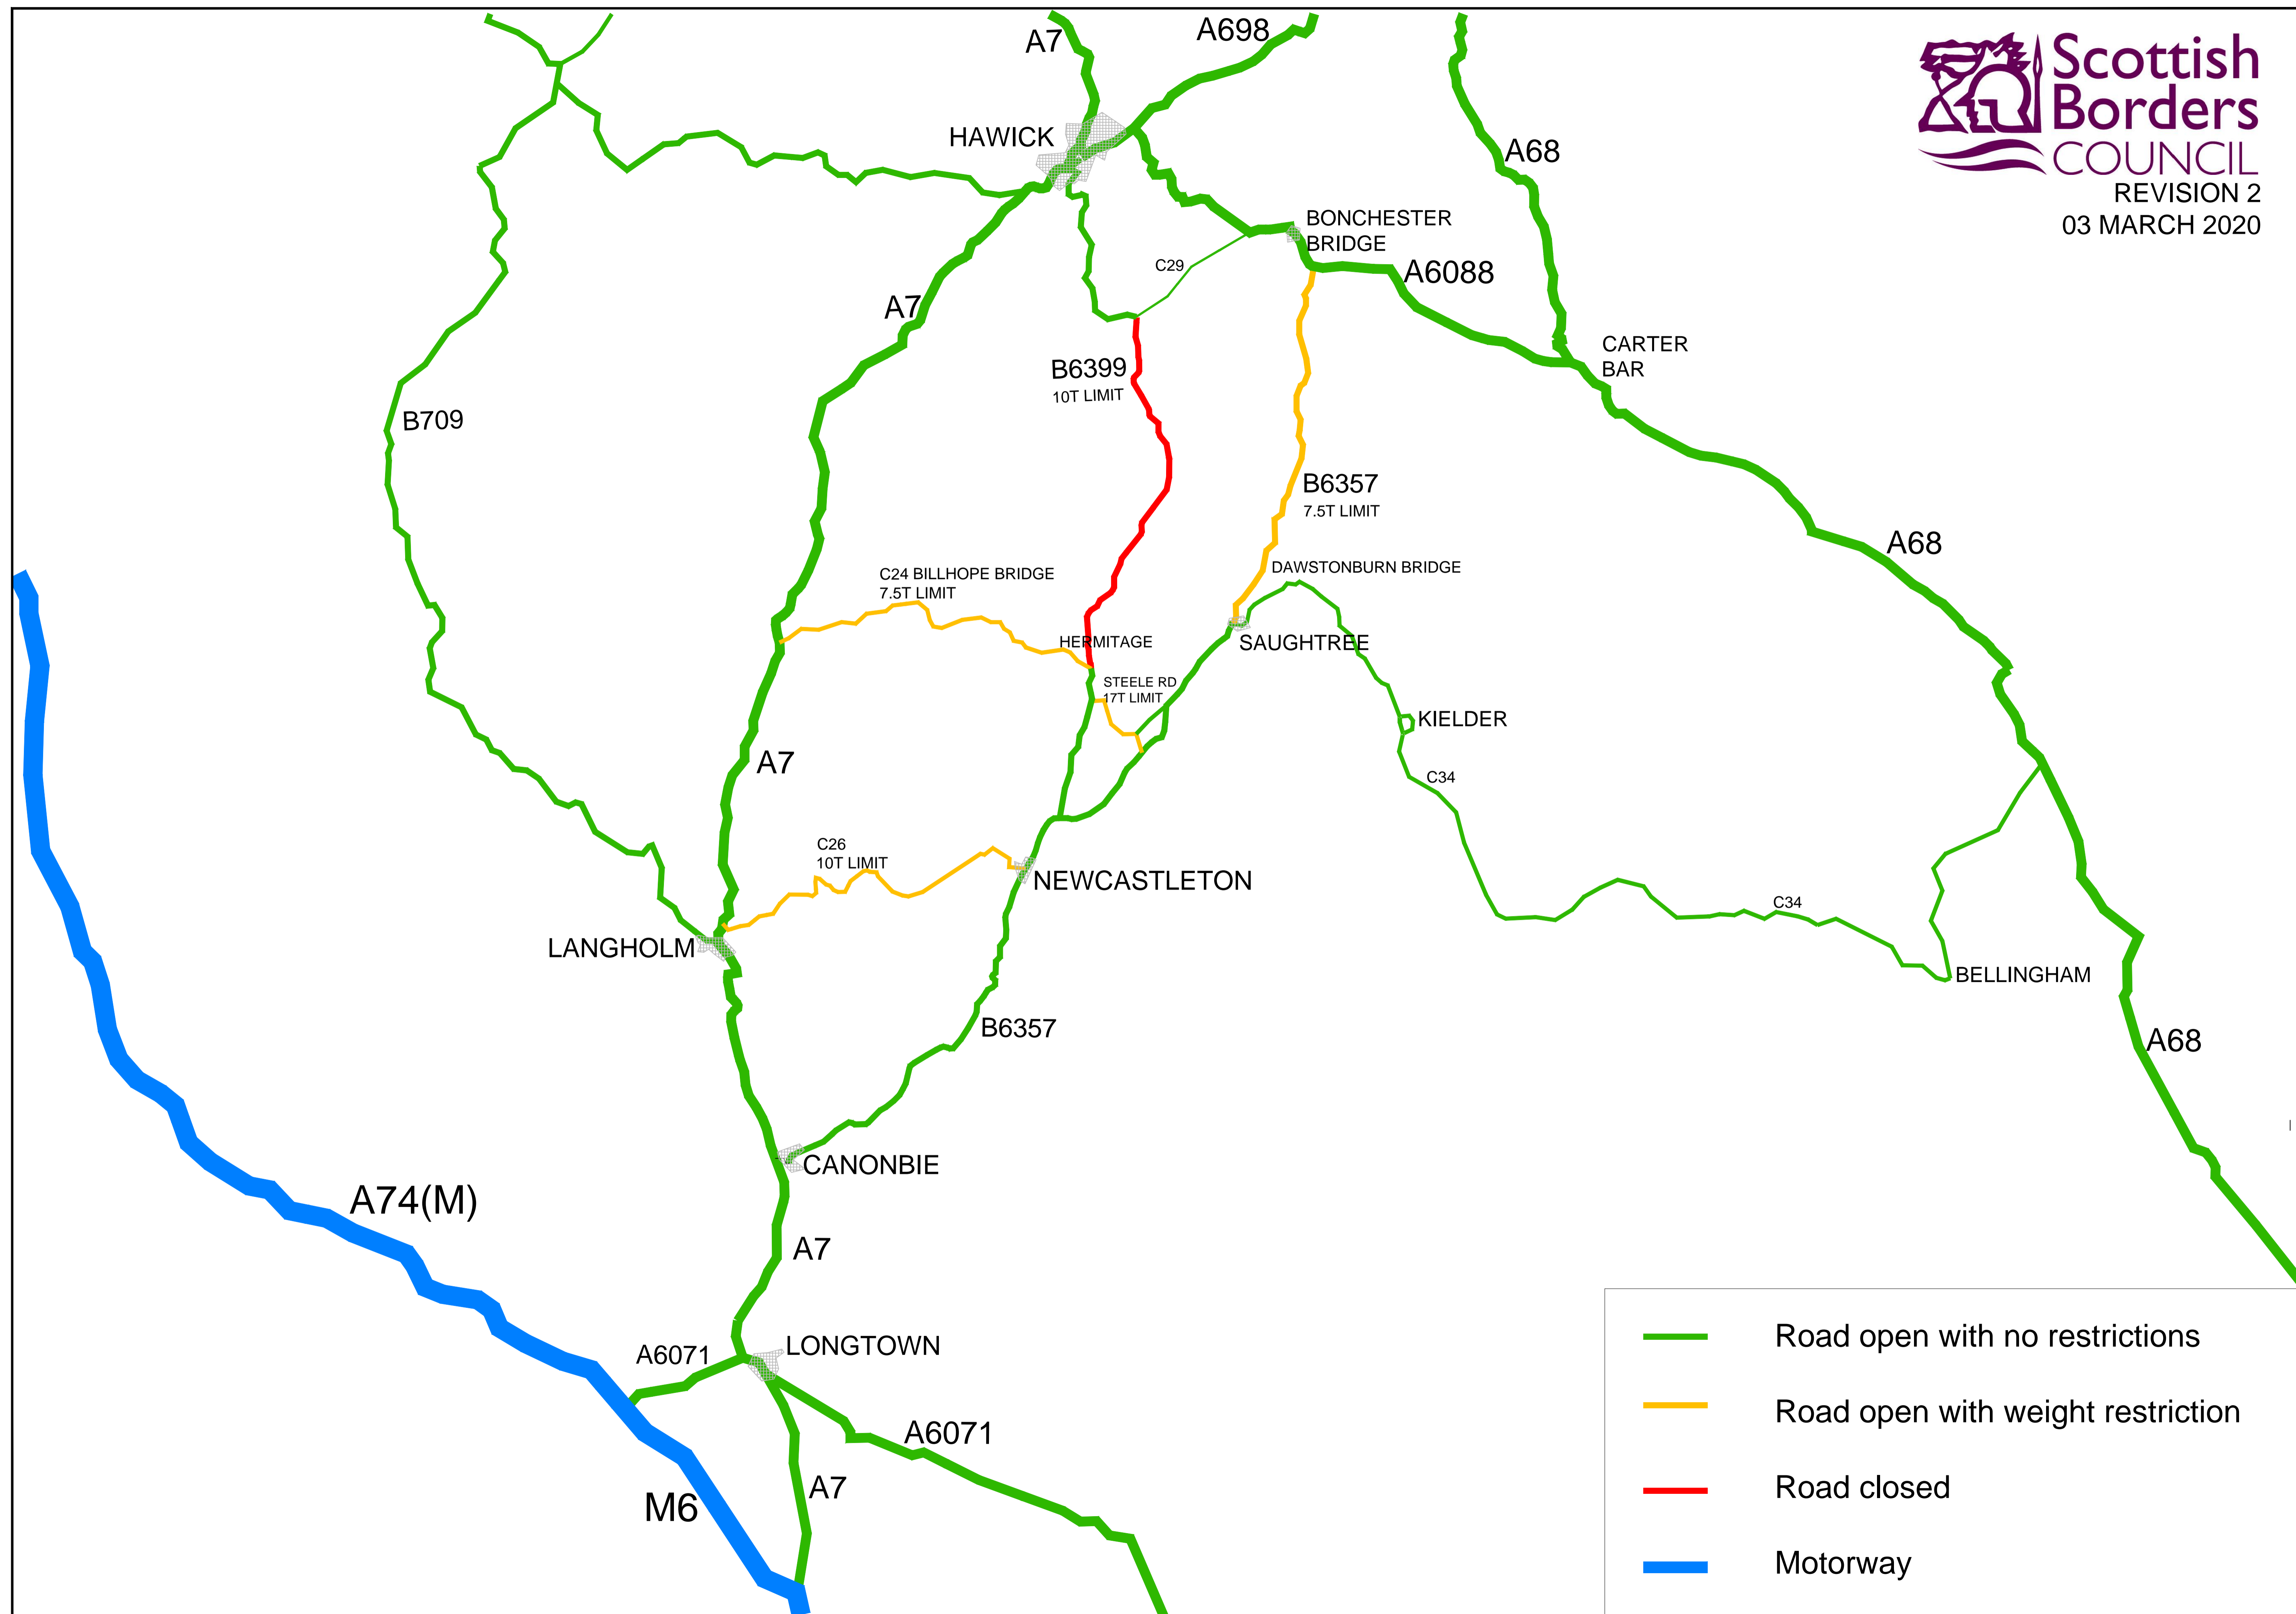 A7
A698
Scottish
Borders
COUNCIL
REVISION 2
03 MARCH 2020
HAWICK
A68
BONCHESTER
BRIDGE
C29
A6088
A7
CARTER
BAR
B6399
10T LIMIT
B709
B6357
7.5T LIMIT
A68
C24 BILLHOPE BRIDGE
7.5T LIMIT
DAWSTONBURN BRIDGE
HERMITAGE
SAUGHTREE
STEELE RD
17T LIMIT
KIELDER
A7
C34
C26
10T LIMIT
NEWCASTLETON
C34
LANGHOLM
BELLINGHAM
B6357
A68
CANONBIE
A74(M)
A7
LONGTOWN
A6071
A6071
A7
M6
Road open with no restrictions
Road open with weight restriction
Road closed
Motorway